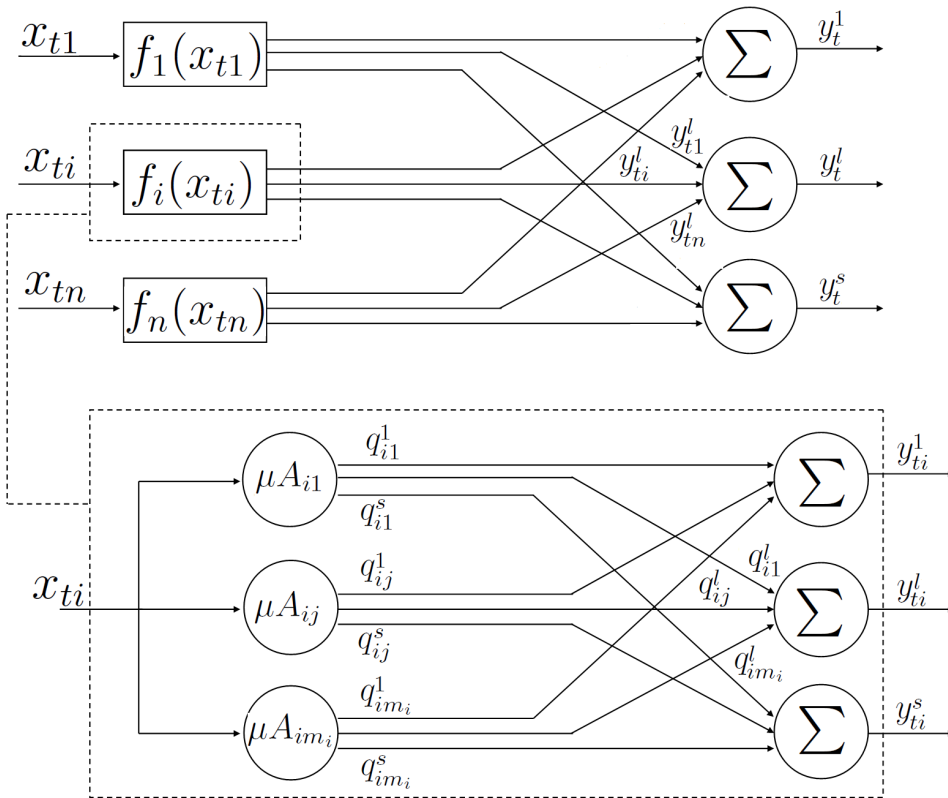 x_{t1} f_1(x_{t1}) ∑ y_t^1
x_{ti} f_i(x_{ti}) y_{ti}^l y_{t1}^l ∑ y_t^l
y_{tn}^l
x_{tn} f_n(x_{tn}) ∑ y_t^s
μA_{i1} q_{i1}^1 ∑ y_{ti}^1
q_{i1}^s
x_{ti} μA_{ij} q_{ij}^1 q_{ij}^l q_{i1}^l ∑ y_{ti}^l
q_{ij}^s
q_{im_i}^l
μA_{im_i} q_{im_i}^1 ∑ y_{ti}^s
q_{im_i}^s